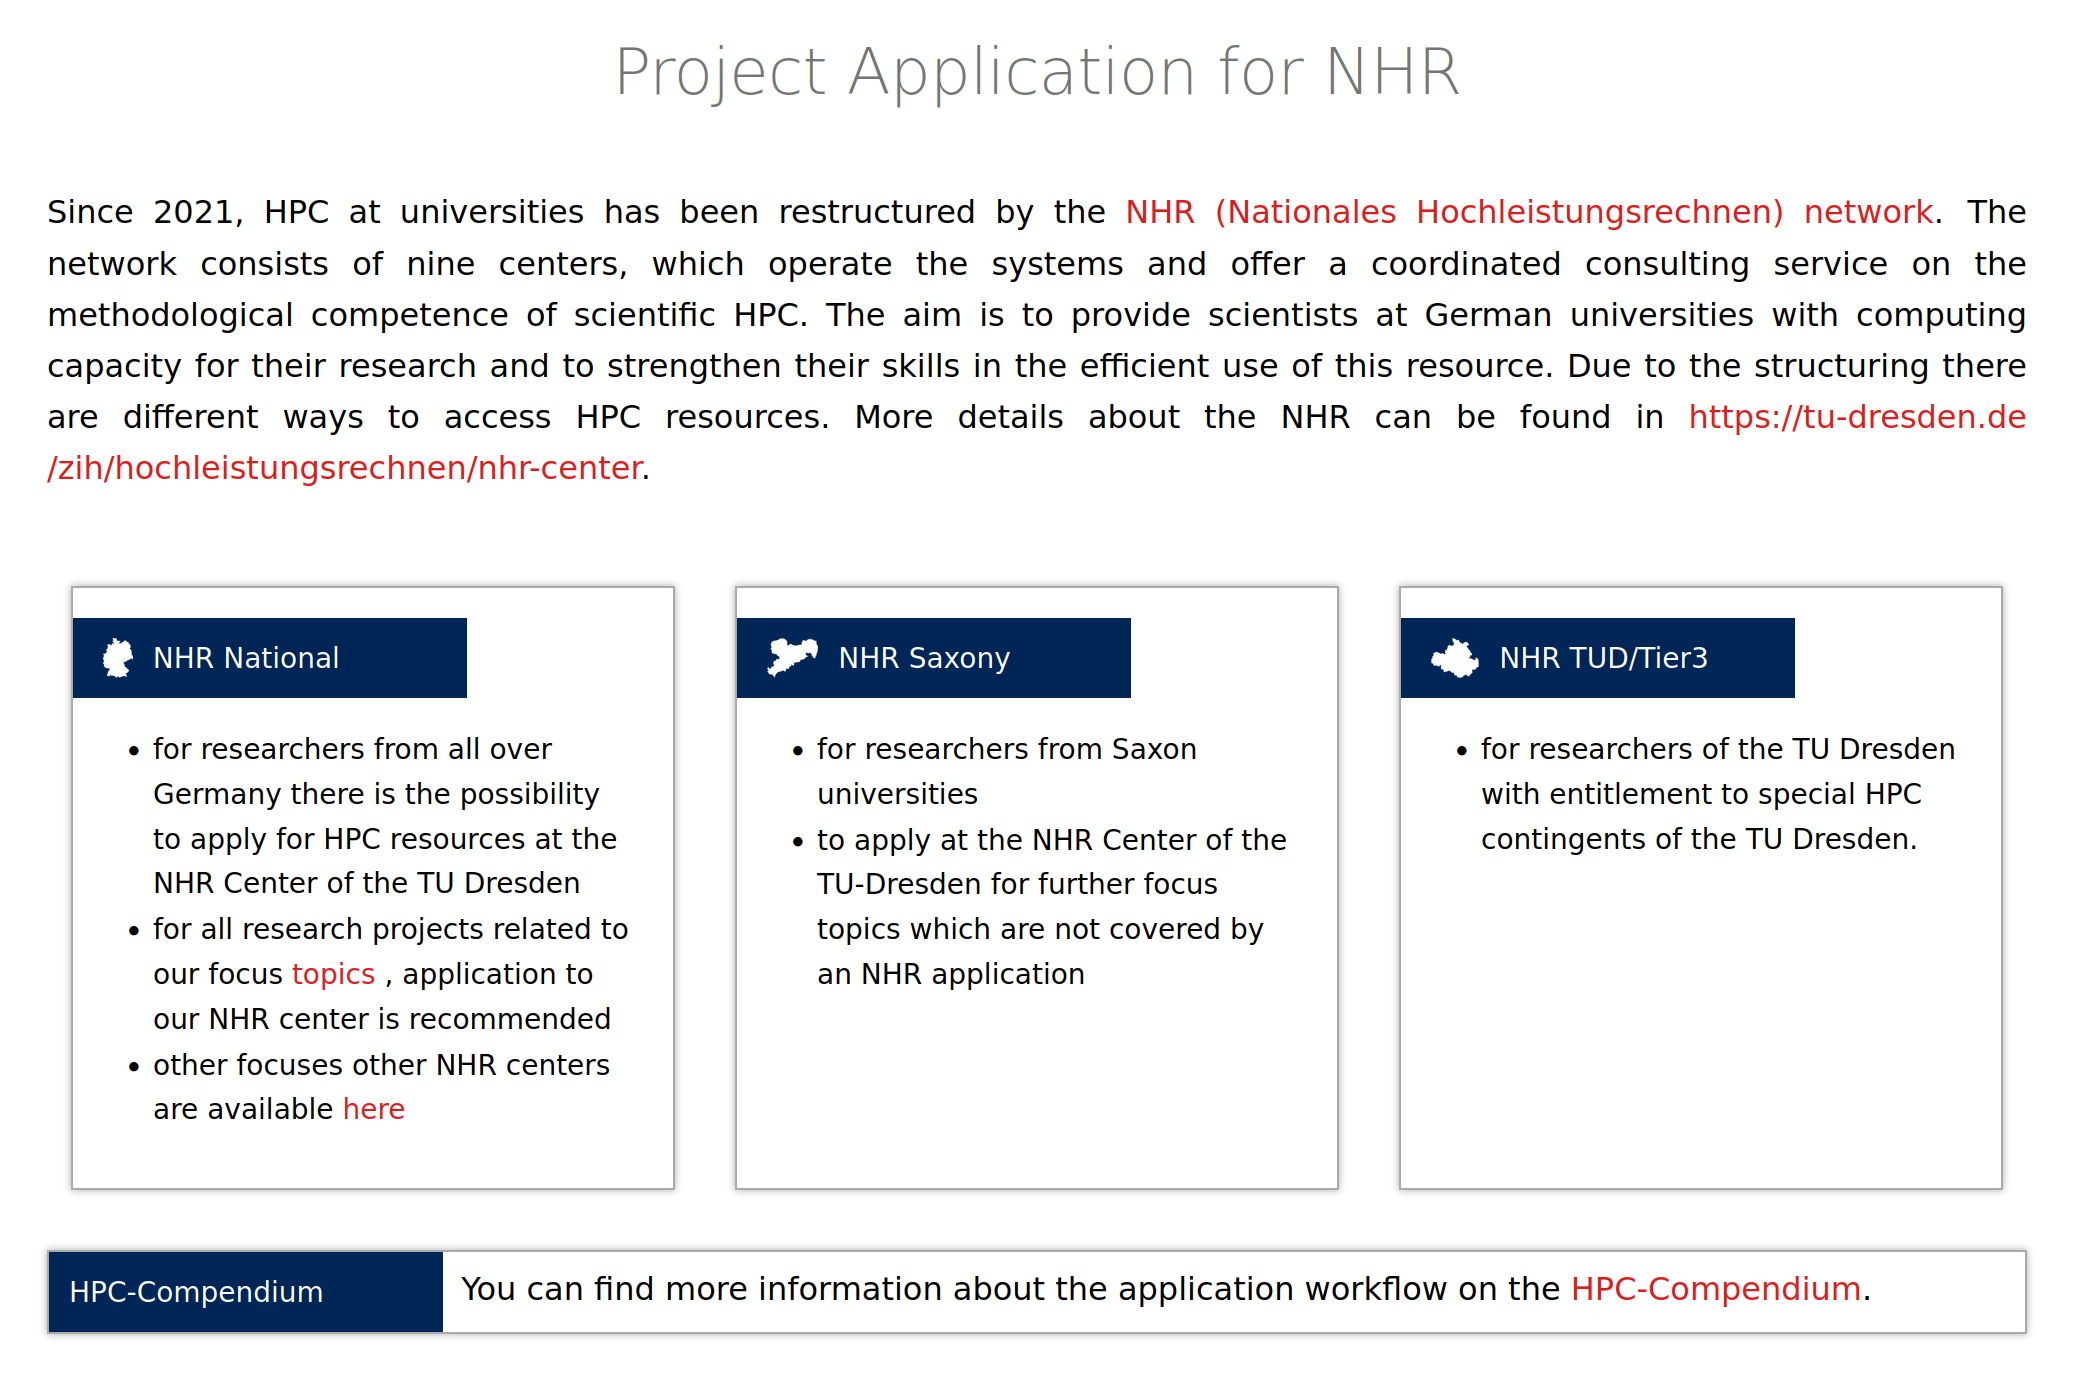 Project Application for NHR
Since 2021, HPC at universities has been restructured by the NHR (Nationales Hochleistungsrechnen) network. The
network consists of nine centers, which operate the systems and offer a coordinated consulting service on the
methodological competence of scientific HPC. The aim is to provide scientists at German universities with computing
capacity for their research and to strengthen their skills in the efficient use of this resource. Due to the structuring there
are different ways to access HPC resources. More details about the NHR can be found in https://tu-dresden.de
/zih/hochleistungsrechnen/nhr-center.
NHR National
• for researchers from all over
Germany there is the possibility
to apply for HPC resources at the
NHR Center of the TU Dresden
• for all research projects related to
our focus topics , application to
our NHR center is recommended
• other focuses other NHR centers
are available here
NHR Saxony
• for researchers from Saxon
universities
• to apply at the NHR Center of the
TU-Dresden for further focus
topics which are not covered by
an NHR application
NHR TUD/Tier3
• for researchers of the TU Dresden
with entitlement to special HPC
contingents of the TU Dresden.
HPC-Compendium
You can find more information about the application workflow on the HPC-Compendium.